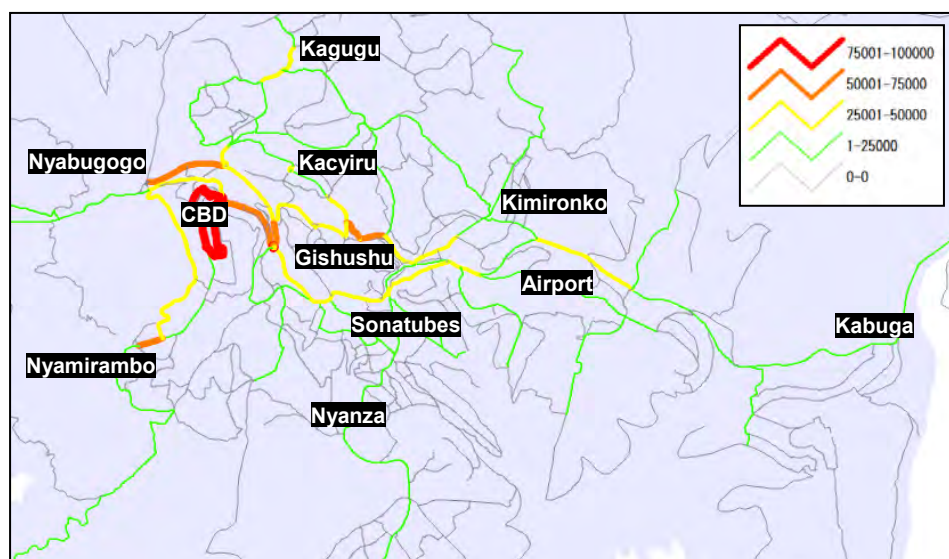 Kagugu
75001-100000
50001-75000
25001-50000
1-25000
0-0
Nyabugogo
Kacyiru
Kimironko
CBD
Gishushu
Airport
Sonatubes
Kabuga
Nyamirambo
Nyanza